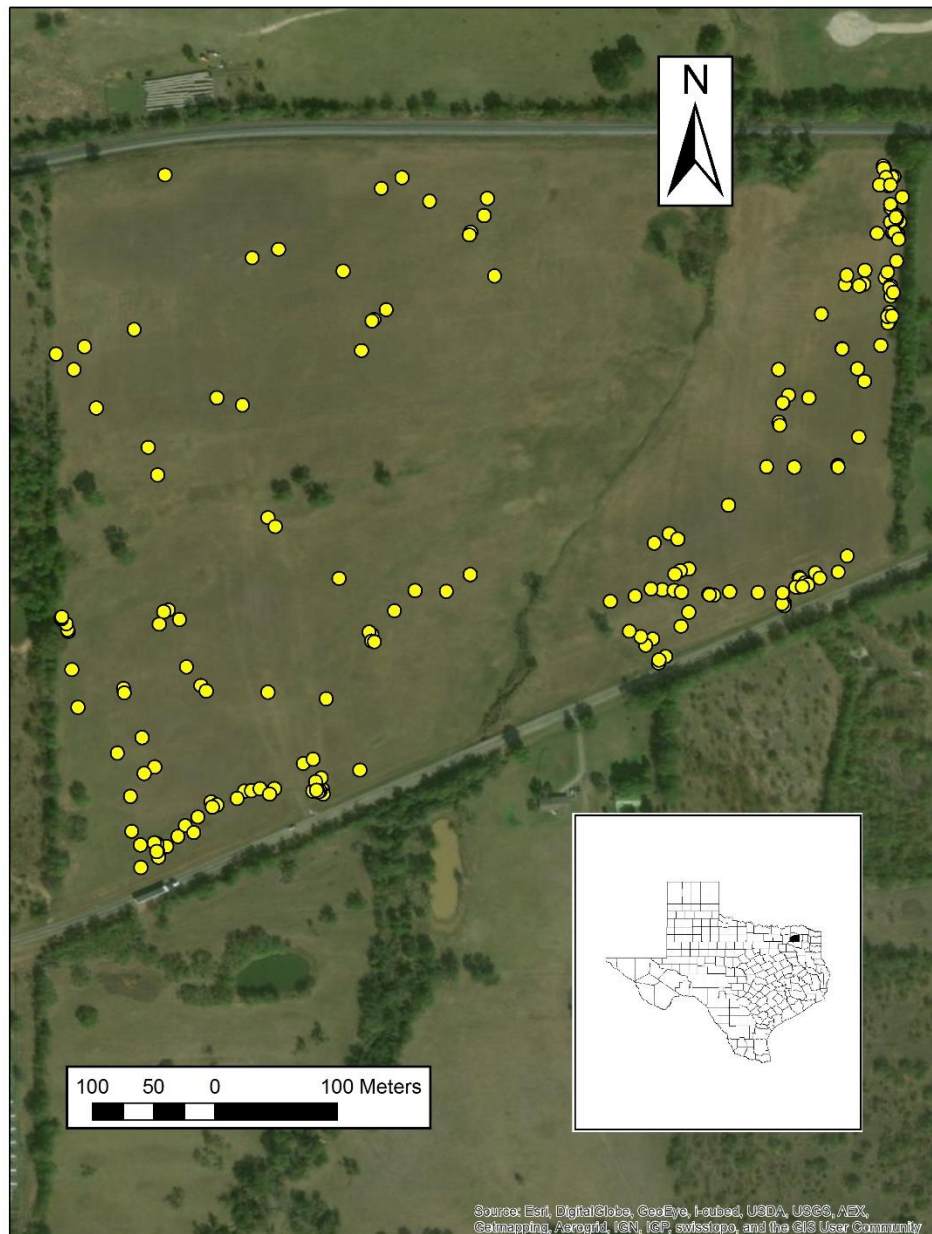 N
100 50 0 100 Meters
Source: Esri, DigitalGlobe, GeoEye, i-cubed, USDA, USGS, AEX,
Getmapping, Aerogrid, IGN, IGP, swisstopo, and the GIS User Community